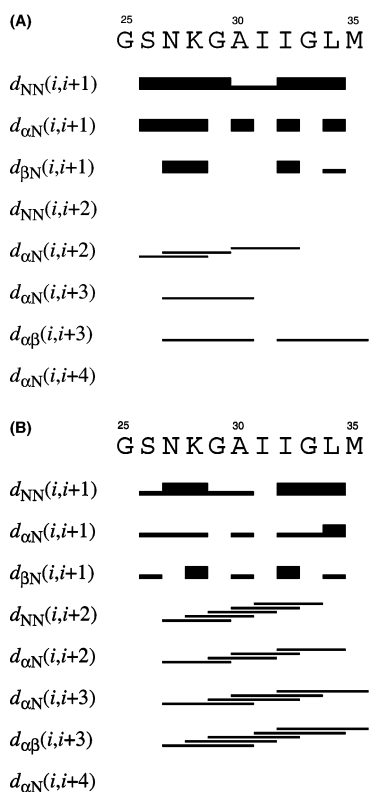 (A)
25 30 35
G S N K G A I I G L M
dNN(i,i+1)
dαN(i,i+1)
dβN(i,i+1)
dNN(i,i+2)
dαN(i,i+2)
dαN(i,i+3)
dαβ(i,i+3)
dαN(i,i+4)
(B)
25 30 35
G S N K G A I I G L M
dNN(i,i+1)
dαN(i,i+1)
dβN(i,i+1)
dNN(i,i+2)
dαN(i,i+2)
dαN(i,i+3)
dαβ(i,i+3)
dαN(i,i+4)